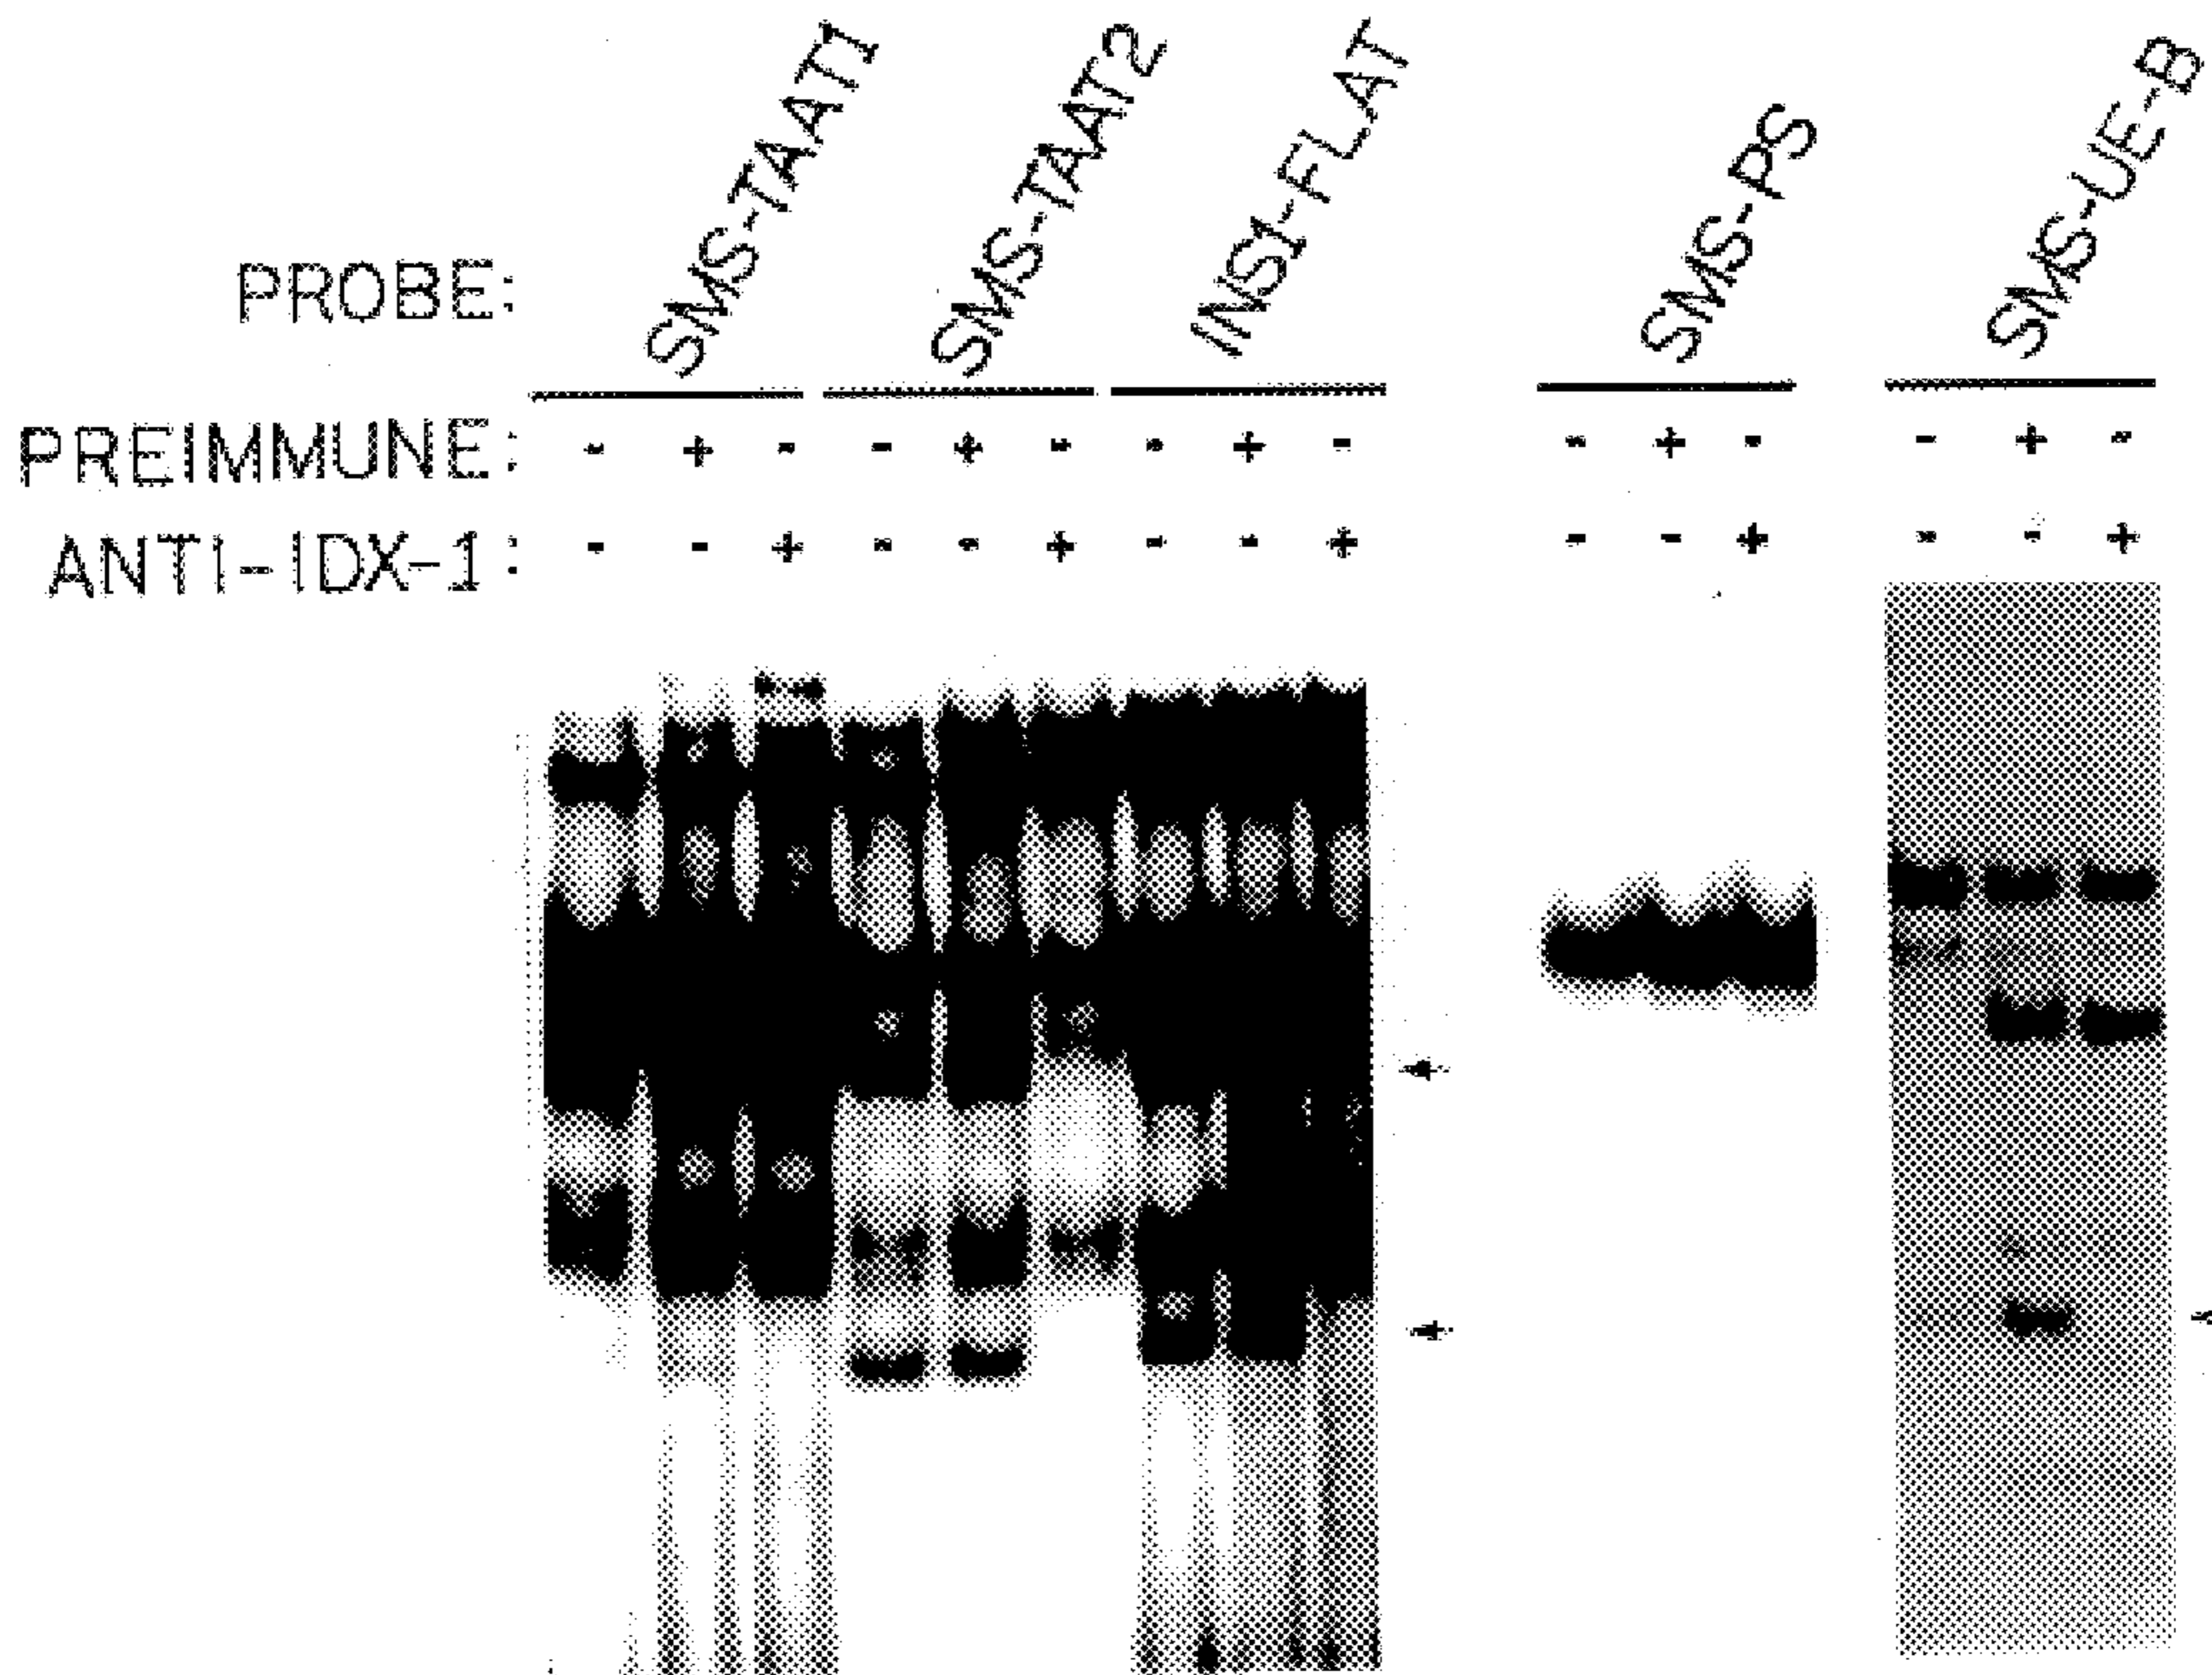 PROBE: SMS-TAAT1 SMS-TAAT2 INS1-FLAT SMS-PS SMS-UE-B
PREIMMUNE: - + - - + - - + - - + - - + -
ANTI-IDX-1: - - + - - + - - + - - + - - +